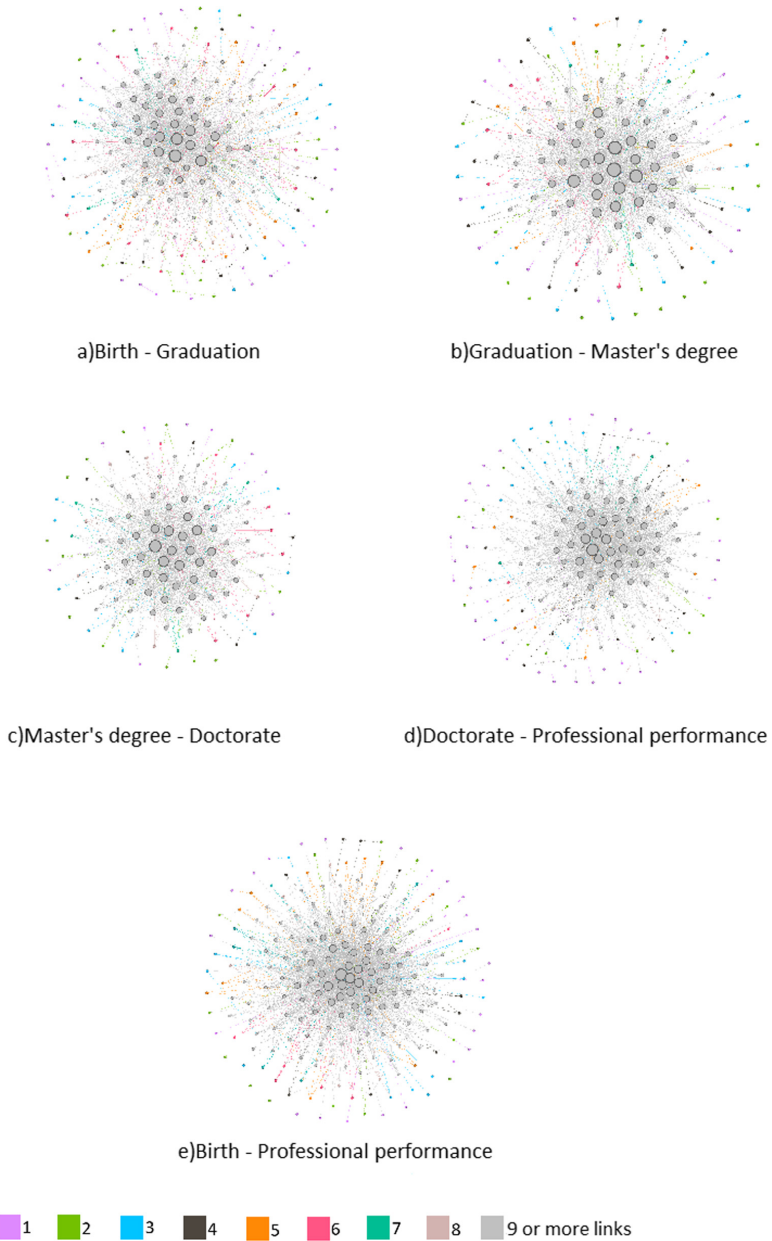 a)Birth - Graduation
b)Graduation - Master's degree
c)Master's degree - Doctorate
d)Doctorate - Professional performance
e)Birth - Professional performance
1 2 3 4 5 6 7 8 9 or more links